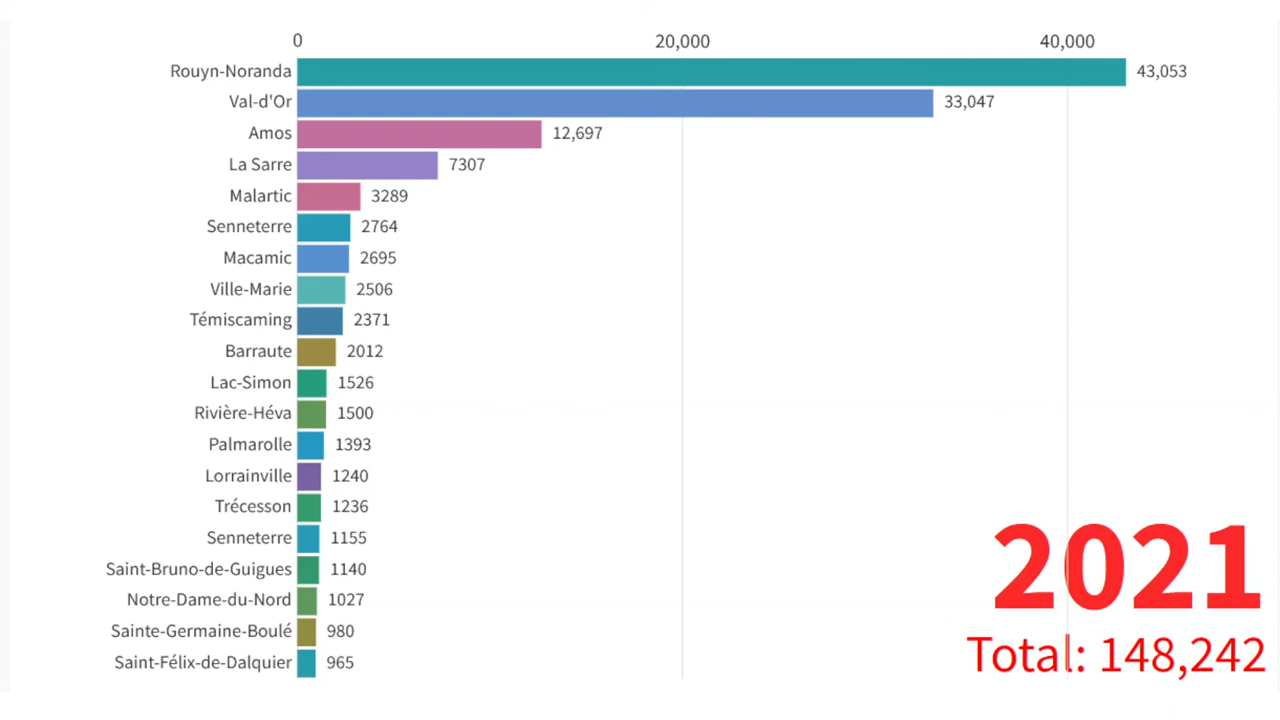 0 20,000 40,000
Rouyn-Noranda 43,053
Val-d'Or 33,047
Amos 12,697
La Sarre 7307
Malartic 3289
Senneterre 2764
Macamic 2695
Ville-Marie 2506
Témiscaming 2371
Barraute 2012
Lac-Simon 1526
Rivière-Héva 1500
Palmarolle 1393
Lorrainville 1240
Trécesson 1236
Senneterre 1155
Saint-Bruno-de-Guigues 1140
Notre-Dame-du-Nord 1027
Sainte-Germaine-Boulé 980
Saint-Félix-de-Dalquier 965
2021
Total: 148,242